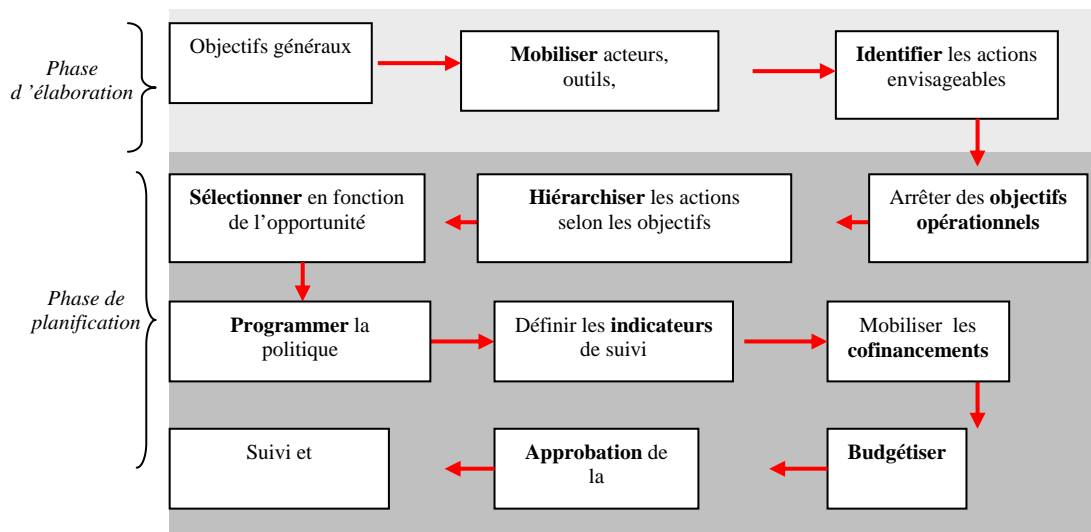 Phase
d ’élaboration
Objectifs généraux
Mobiliser acteurs,
outils,
Identifier les actions
envisageables
Phase de
planification
Sélectionner en fonction
de l’opportunité
Hiérarchiser les actions
selon les objectifs
Arrêter des objectifs
opérationnels
Programmer la
politique
Définir les indicateurs
de suivi
Mobiliser les
cofinancements
Suivi et
Approbation de
la
Budgétiser